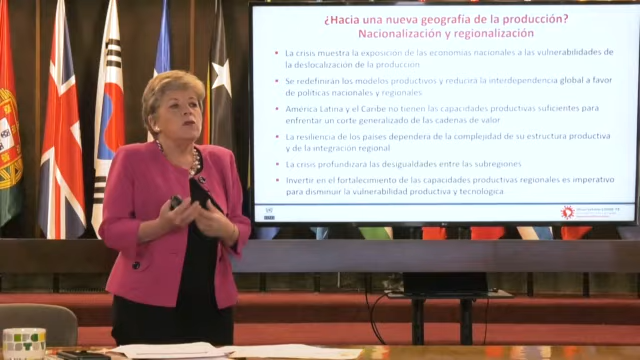 ¿Hacia una nueva geografía de la producción?
Nacionalización y regionalización
La crisis muestra la exposición de las economías nacionales a las vulnerabilidades de
la deslocalización de la producción
Se redefinirán los modelos productivos y reducirá la interdependencia global a favor
de políticas nacionales y regionales
América Latina y el Caribe no tienen las capacidades productivas suficientes para
enfrentar un corte generalizado de las cadenas de valor
La resiliencia de los países dependera de la complejidad de su estructura productiva
y de la integración regional
La crisis profundizará las desigualdades entre las subregiones
Invertir en el fortalecimiento de las capacidades productivas regionales es imperativo
para disminuir la vulnerabilidad productiva y tecnológica